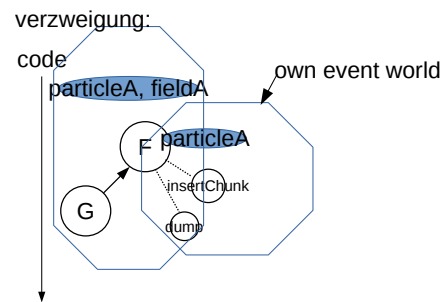 verzweigung:
code
own event world
particleA, fieldA
particleA
F
insertChunk
G
dump